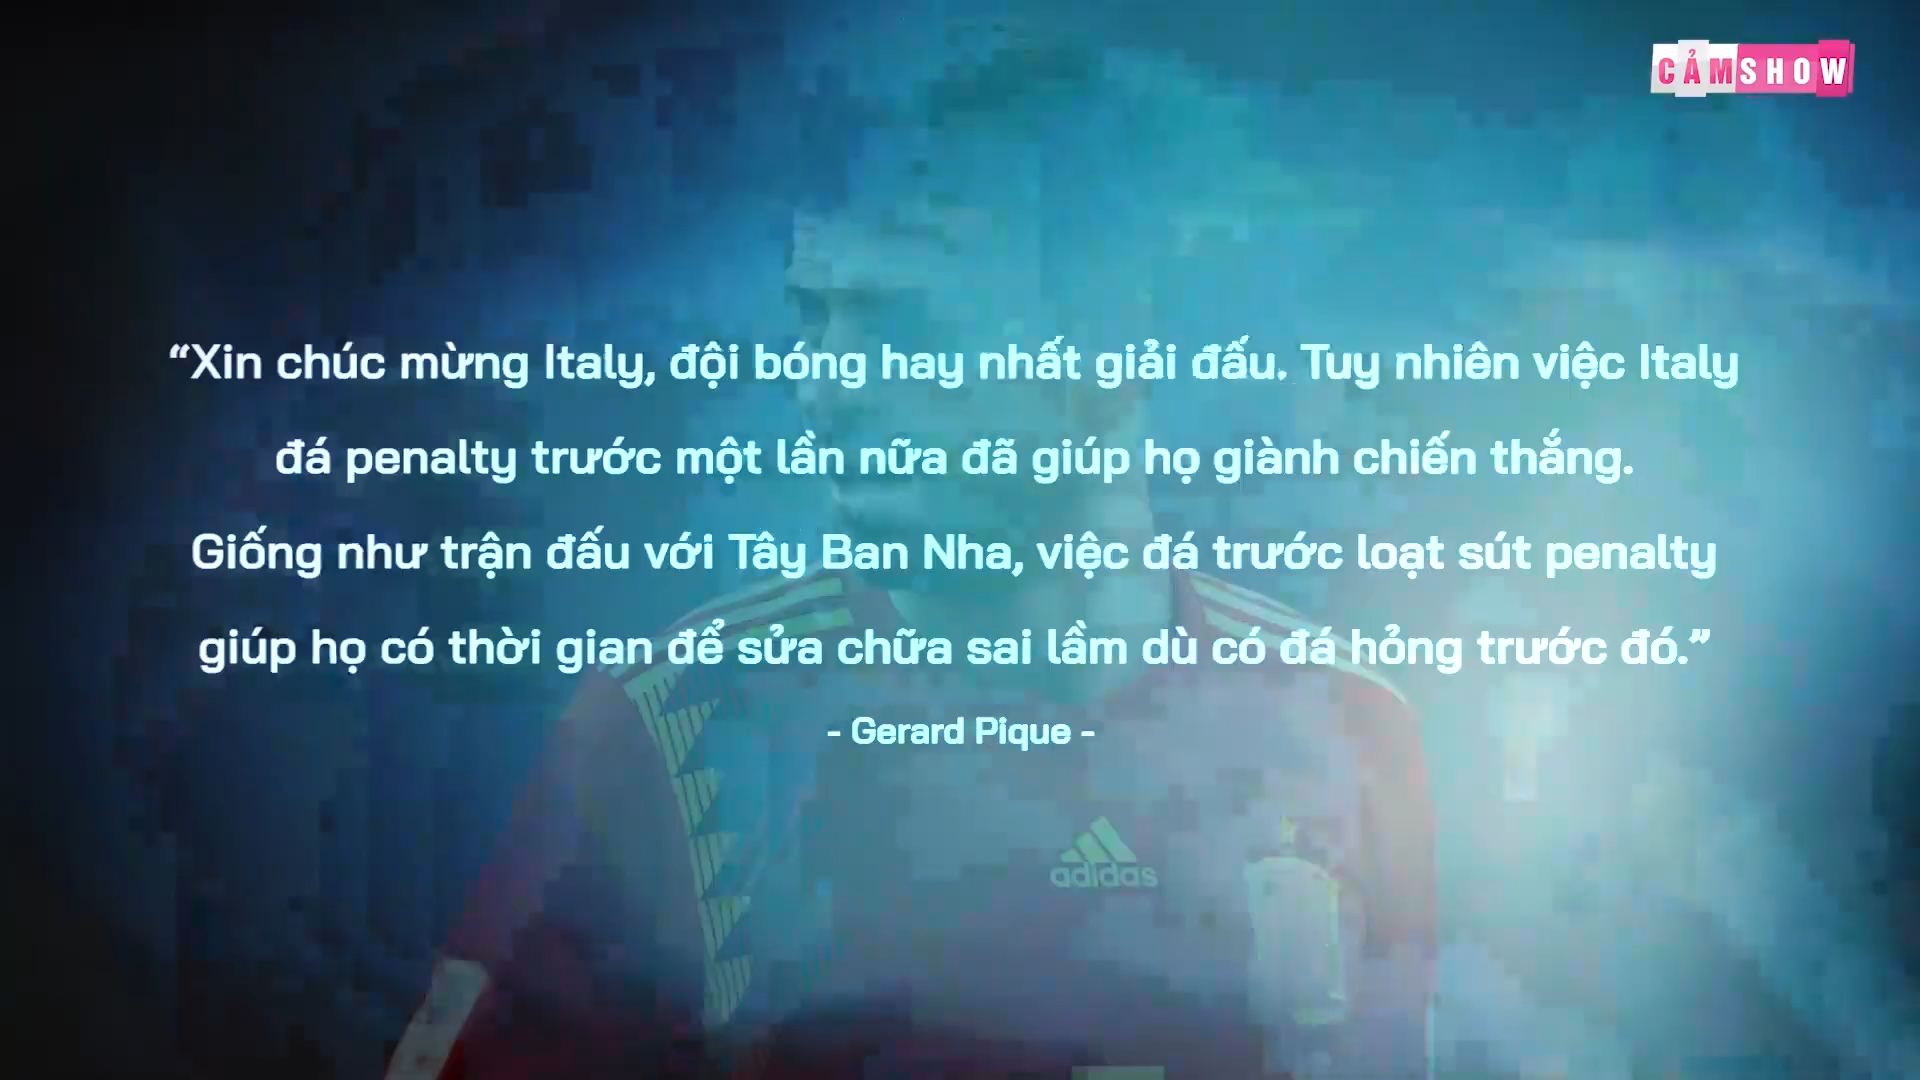 CẢMSHOW
“Xin chúc mừng Italy, đội bóng hay nhất giải đấu. Tuy nhiên việc Italy
đá penalty trước một lần nữa đã giúp họ giành chiến thắng.
Giống như trận đấu với Tây Ban Nha, việc đá trước loạt sút penalty
giúp họ có thời gian để sửa chữa sai lầm dù có đá hỏng trước đó.”
- Gerard Pique -
adidas